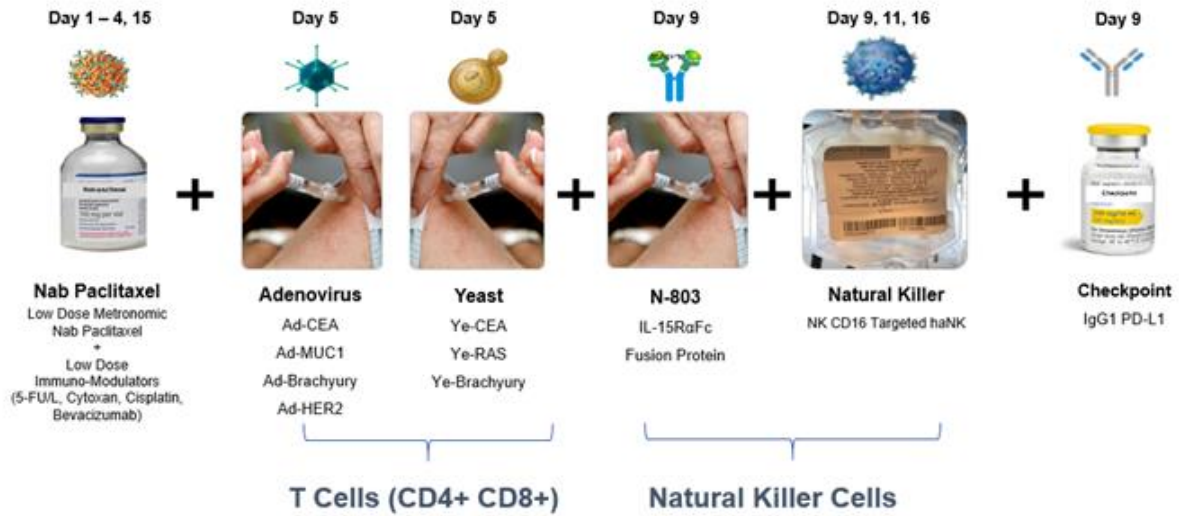 Day 1 – 4, 15
Day 5
Day 5
Day 9
Day 9, 11, 16
Day 9
+
+
+
+
+
Nab Paclitaxel
Low Dose Metronomic
Nab Paclitaxel
+
Low Dose
Immuno-Modulators
(5-FU/L, Cytoxan, Cisplatin,
Bevacizumab)
Adenovirus
Ad-CEA
Ad-MUC1
Ad-Brachyury
Ad-HER2
Yeast
Ye-CEA
Ye-RAS
Ye-Brachyury
N-803
IL-15RαFc
Fusion Protein
Natural Killer
NK CD16 Targeted haNK
Checkpoint
IgG1 PD-L1
T Cells (CD4+ CD8+)
Natural Killer Cells